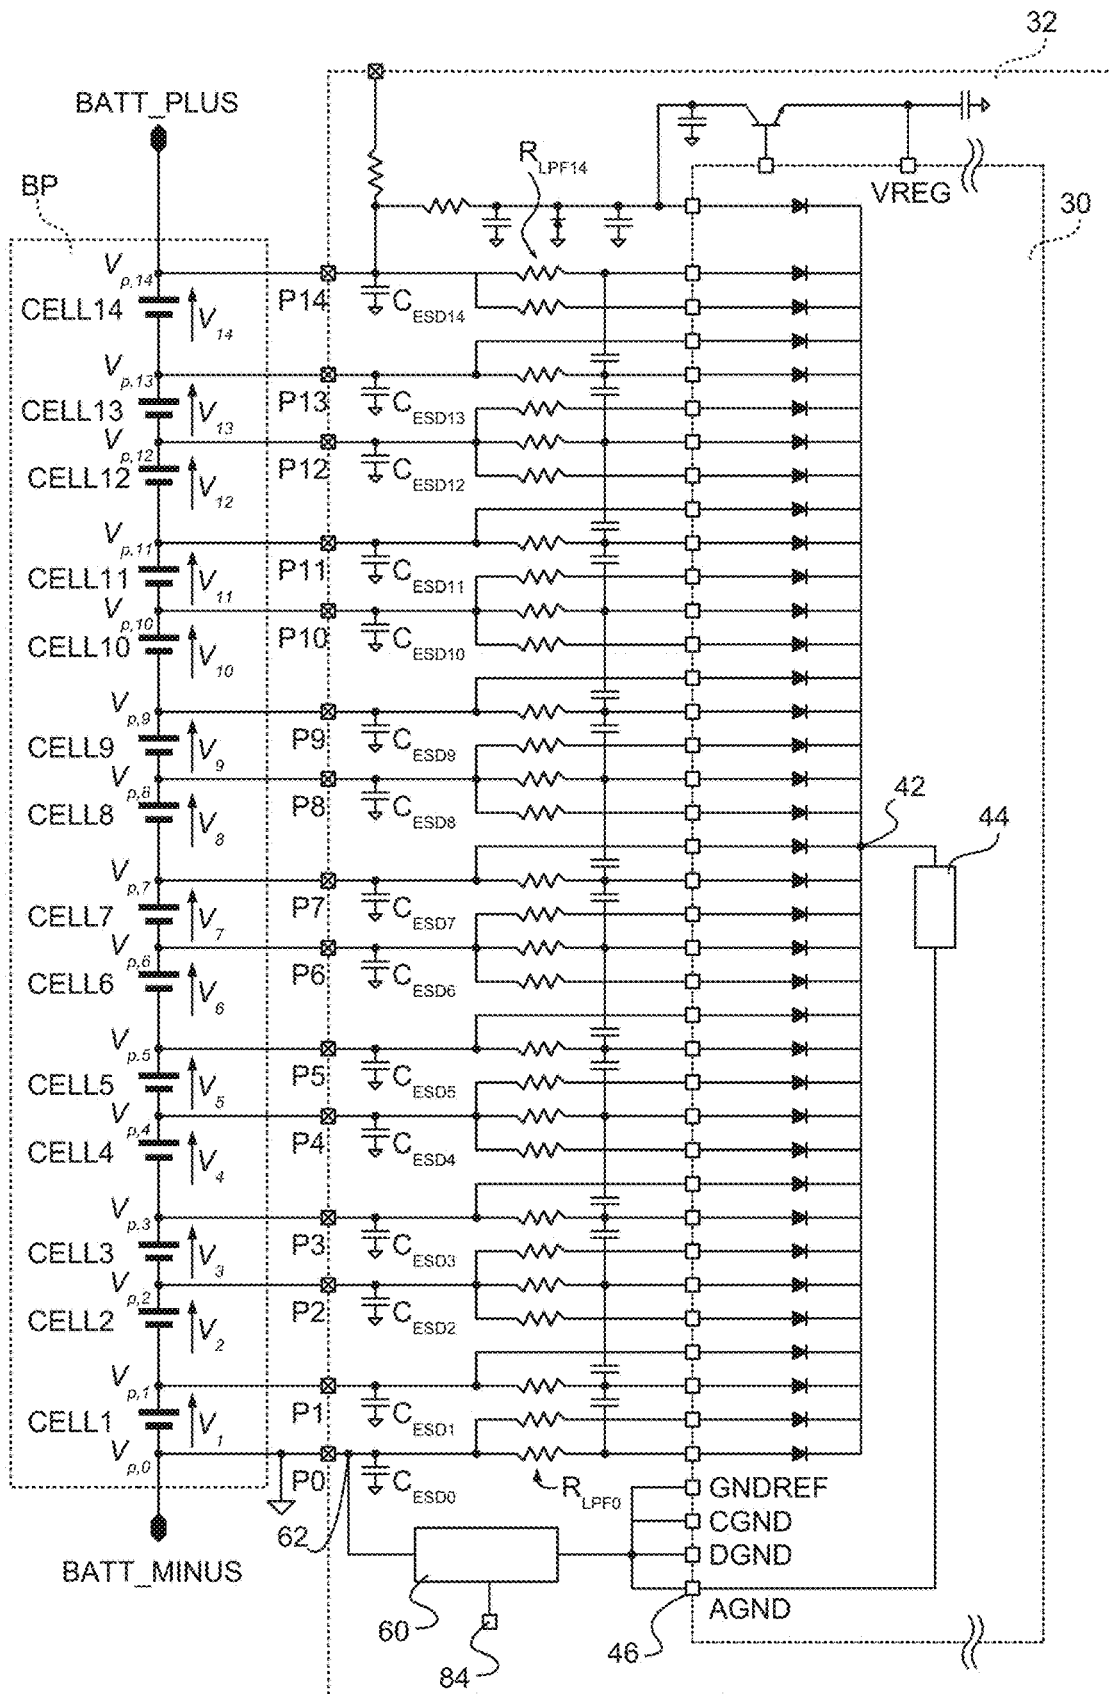 32
BATT_PLUS
R_LPF14
BP
VREG
30
V_p,14
P14
C_ESD14
CELL14
V_14
V_p,13
P13
C_ESD13
CELL13
V_13
V_p,12
P12
C_ESD12
CELL12
V_12
V_p,11
P11
C_ESD11
CELL11
V_11
V_p,10
P10
C_ESD10
CELL10
V_10
V_p,9
P9
C_ESD9
CELL9
V_9
V_p,8
P8
C_ESD8
CELL8
V_8
42
44
V_p,7
P7
C_ESD7
CELL7
V_7
V_p,6
P6
C_ESD6
CELL6
V_6
V_p,5
P5
C_ESD5
CELL5
V_5
V_p,4
P4
C_ESD4
CELL4
V_4
V_p,3
P3
C_ESD3
CELL3
V_3
V_p,2
P2
C_ESD2
CELL2
V_2
V_p,1
P1
C_ESD1
CELL1
V_1
V_p,0
P0
C_ESD0
R_LPF0
GNDREF
62
CGND
DGND
BATT_MINUS
AGND
60
46
84